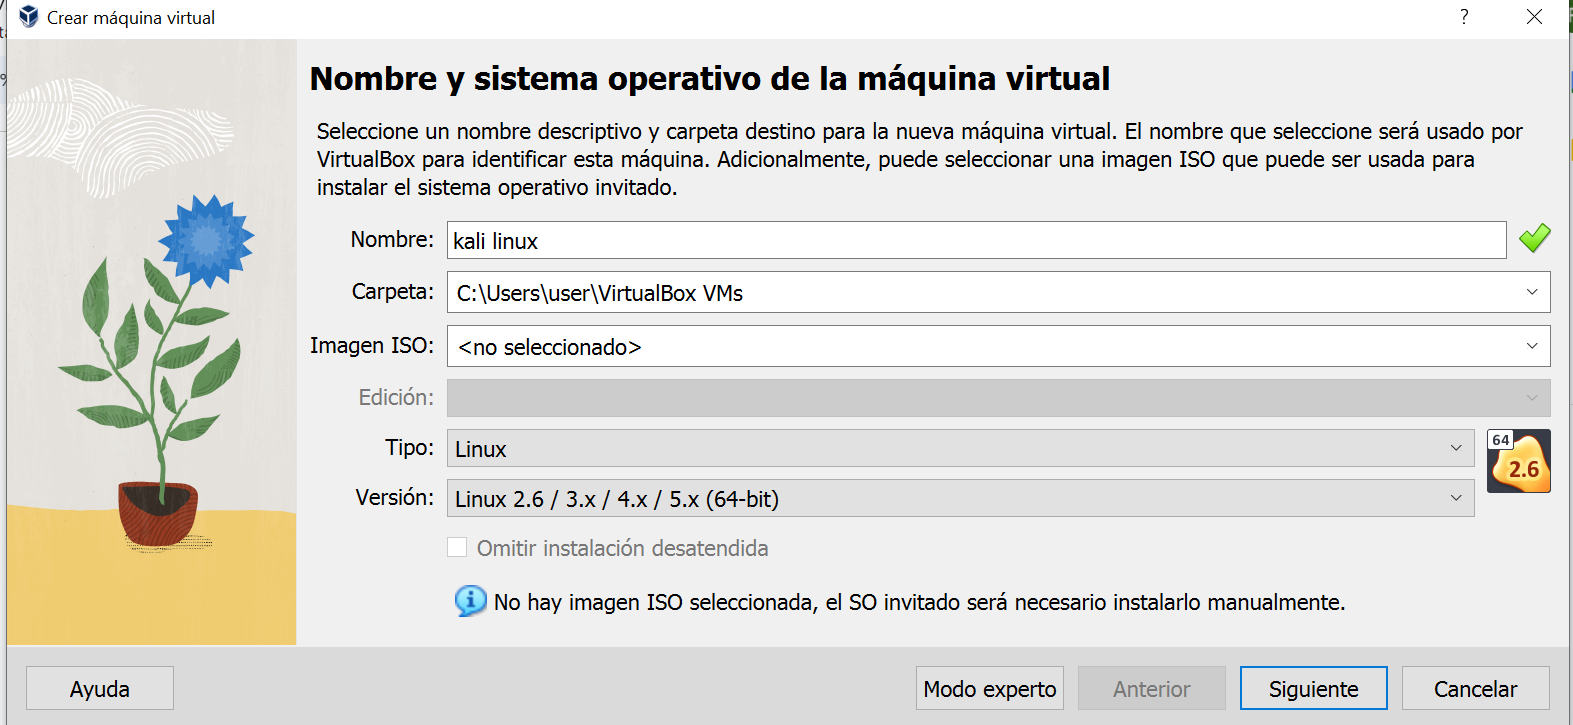 Crear máquina virtual
?
Nombre y sistema operativo de la máquina virtual
Seleccione un nombre descriptivo y carpeta destino para la nueva máquina virtual. El nombre que seleccione será usado por
VirtualBox para identificar esta máquina. Adicionalmente, puede seleccionar una imagen ISO que puede ser usada para
instalar el sistema operativo invitado.
Nombre: kali linux
Carpeta: C:\Users\user\VirtualBox VMs
Imagen ISO: <no seleccionado>
Edición:
Tipo: Linux
64
2.6
Versión: Linux 2.6 / 3.x / 4.x / 5.x (64-bit)
Omitir instalación desatendida
No hay imagen ISO seleccionada, el SO invitado será necesario instalarlo manualmente.
Ayuda Modo experto Anterior Siguiente Cancelar